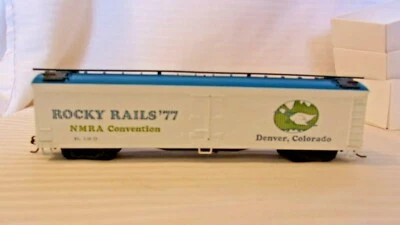 ROCKY RAILS '77
NMRA Convention
Denver, Colorado